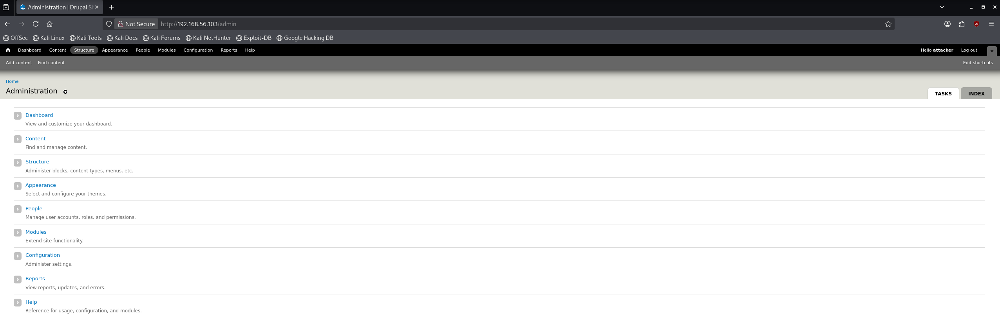 Administration | Drupal Si
Not Secure http://192.168.56.103/admin
OffSec Kali Linux Kali Tools Kali Docs Kali Forums Kali NetHunter Exploit-DB Google Hacking DB
Dashboard Content Structure Appearance People Modules Configuration Reports Help Hello attacker Log out
Add content Find content Edit shortcuts
Home
Administration TASKS INDEX
Dashboard
View and customize your dashboard.
Content
Find and manage content.
Structure
Administer blocks, content types, menus, etc.
Appearance
Select and configure your themes.
People
Manage user accounts, roles, and permissions.
Modules
Extend site functionality.
Configuration
Administer settings.
Reports
View reports, updates, and errors.
Help
Reference for usage, configuration, and modules.